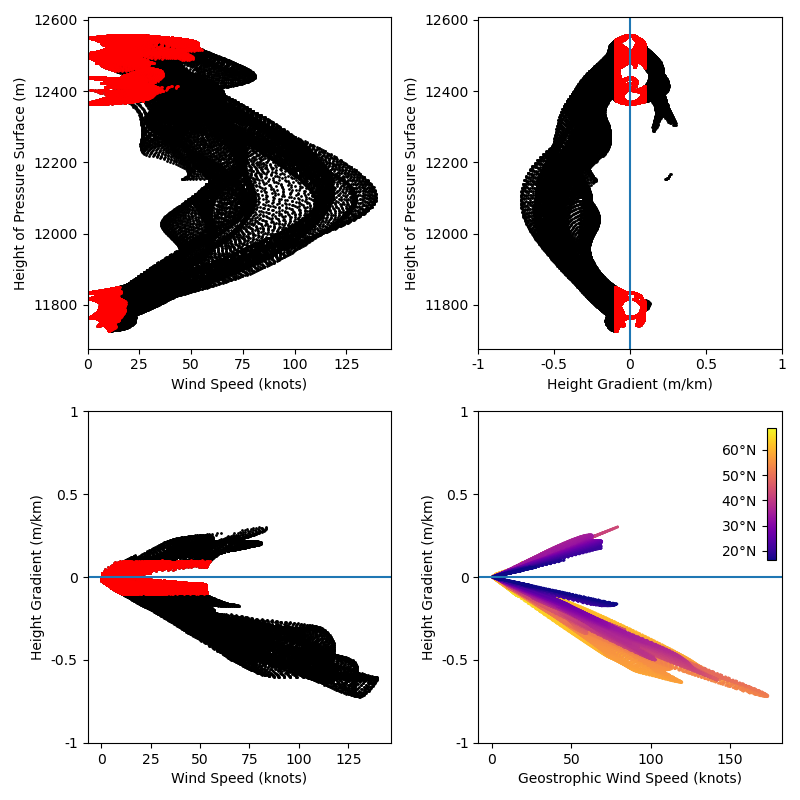 12600
12400
12200
12000
11800
Height of Pressure Surface (m)
0 25 50 75 100 125
Wind Speed (knots)
12600
12400
12200
12000
11800
Height of Pressure Surface (m)
-1 -0.5 0 0.5 1
Height Gradient (m/km)
1
0.5
0
-0.5
-1
Height Gradient (m/km)
0 25 50 75 100 125
Wind Speed (knots)
1
0.5
0
-0.5
-1
Height Gradient (m/km)
60°N
50°N
40°N
30°N
20°N
0 50 100 150
Geostrophic Wind Speed (knots)